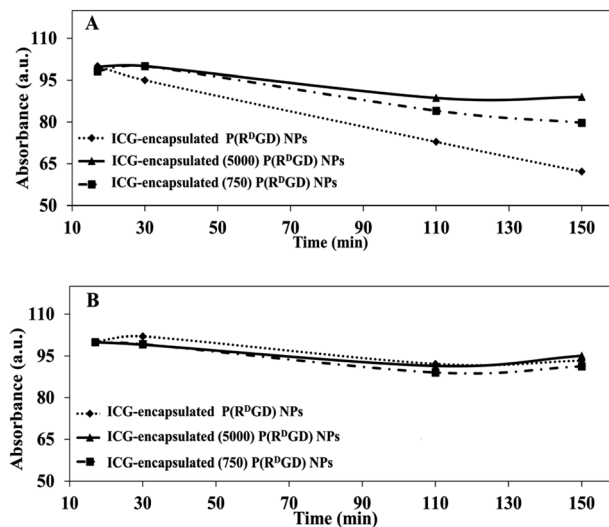 A
Absorbance (a.u.)
110
95
80
65
50
ICG-encapsulated P(RᴰGD) NPs
ICG-encapsulated (5000) P(RᴰGD) NPs
ICG-encapsulated (750) P(RᴰGD) NPs
10 30 50 70 90 110 130 150
Time (min)
B
Absorbance (a.u.)
110
95
80
65
50
ICG-encapsulated P(RᴰGD) NPs
ICG-encapsulated (5000) P(RᴰGD) NPs
ICG-encapsulated (750) P(RᴰGD) NPs
10 30 50 70 90 110 130 150
Time (min)